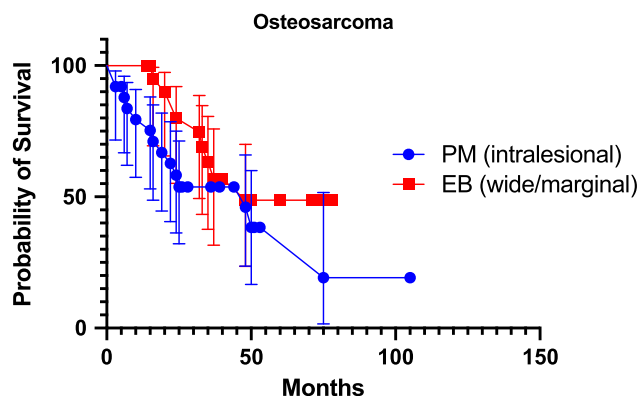 Osteosarcoma
Probability of Survival
100
50
0
0
50
100
150
Months
PM (intralesional)
EB (wide/marginal)